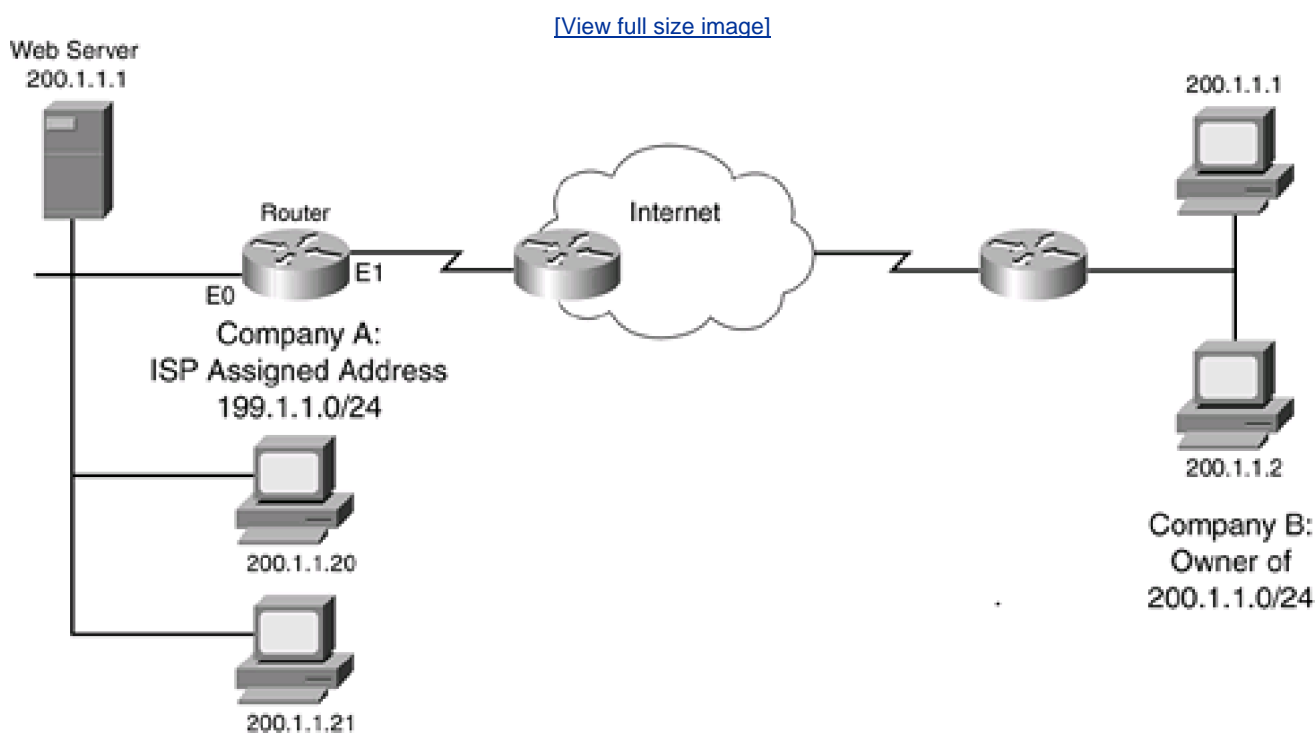 [View full size image]
Web Server
200.1.1.1
Router
E0
E1
Company A:
ISP Assigned Address
199.1.1.0/24
200.1.1.20
200.1.1.21
Internet
200.1.1.1
200.1.1.2
Company B:
Owner of
200.1.1.0/24